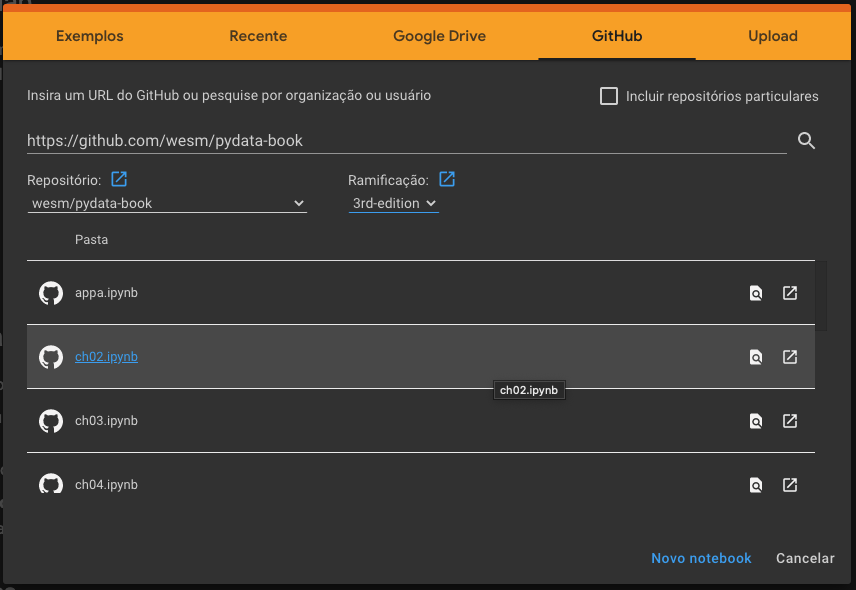 Exemplos
Recente
Google Drive
GitHub
Upload
Insira um URL do GitHub ou pesquise por organização ou usuário
Incluir repositórios particulares
https://github.com/wesm/pydata-book
Repositório:
Ramificação:
wesm/pydata-book
3rd-edition
Pasta
appa.ipynb
ch02.ipynb
ch02.ipynb
ch03.ipynb
ch04.ipynb
Novo notebook
Cancelar